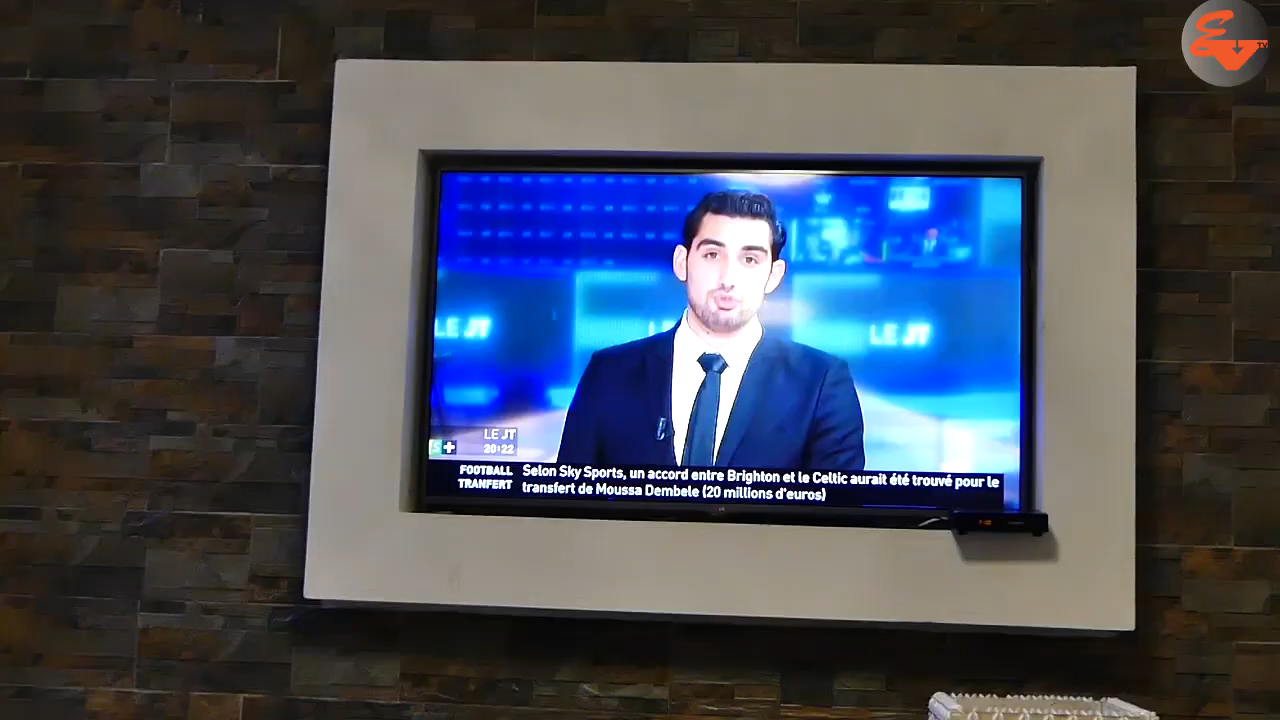 TV
LE JT
LE JT
LE JT
20:22
FOOTBALL
TRANFERT
Selon Sky Sports, un accord entre Brighton et le Celtic aurait été trouvé pour le
transfert de Moussa Dembele (20 millions d'euros)